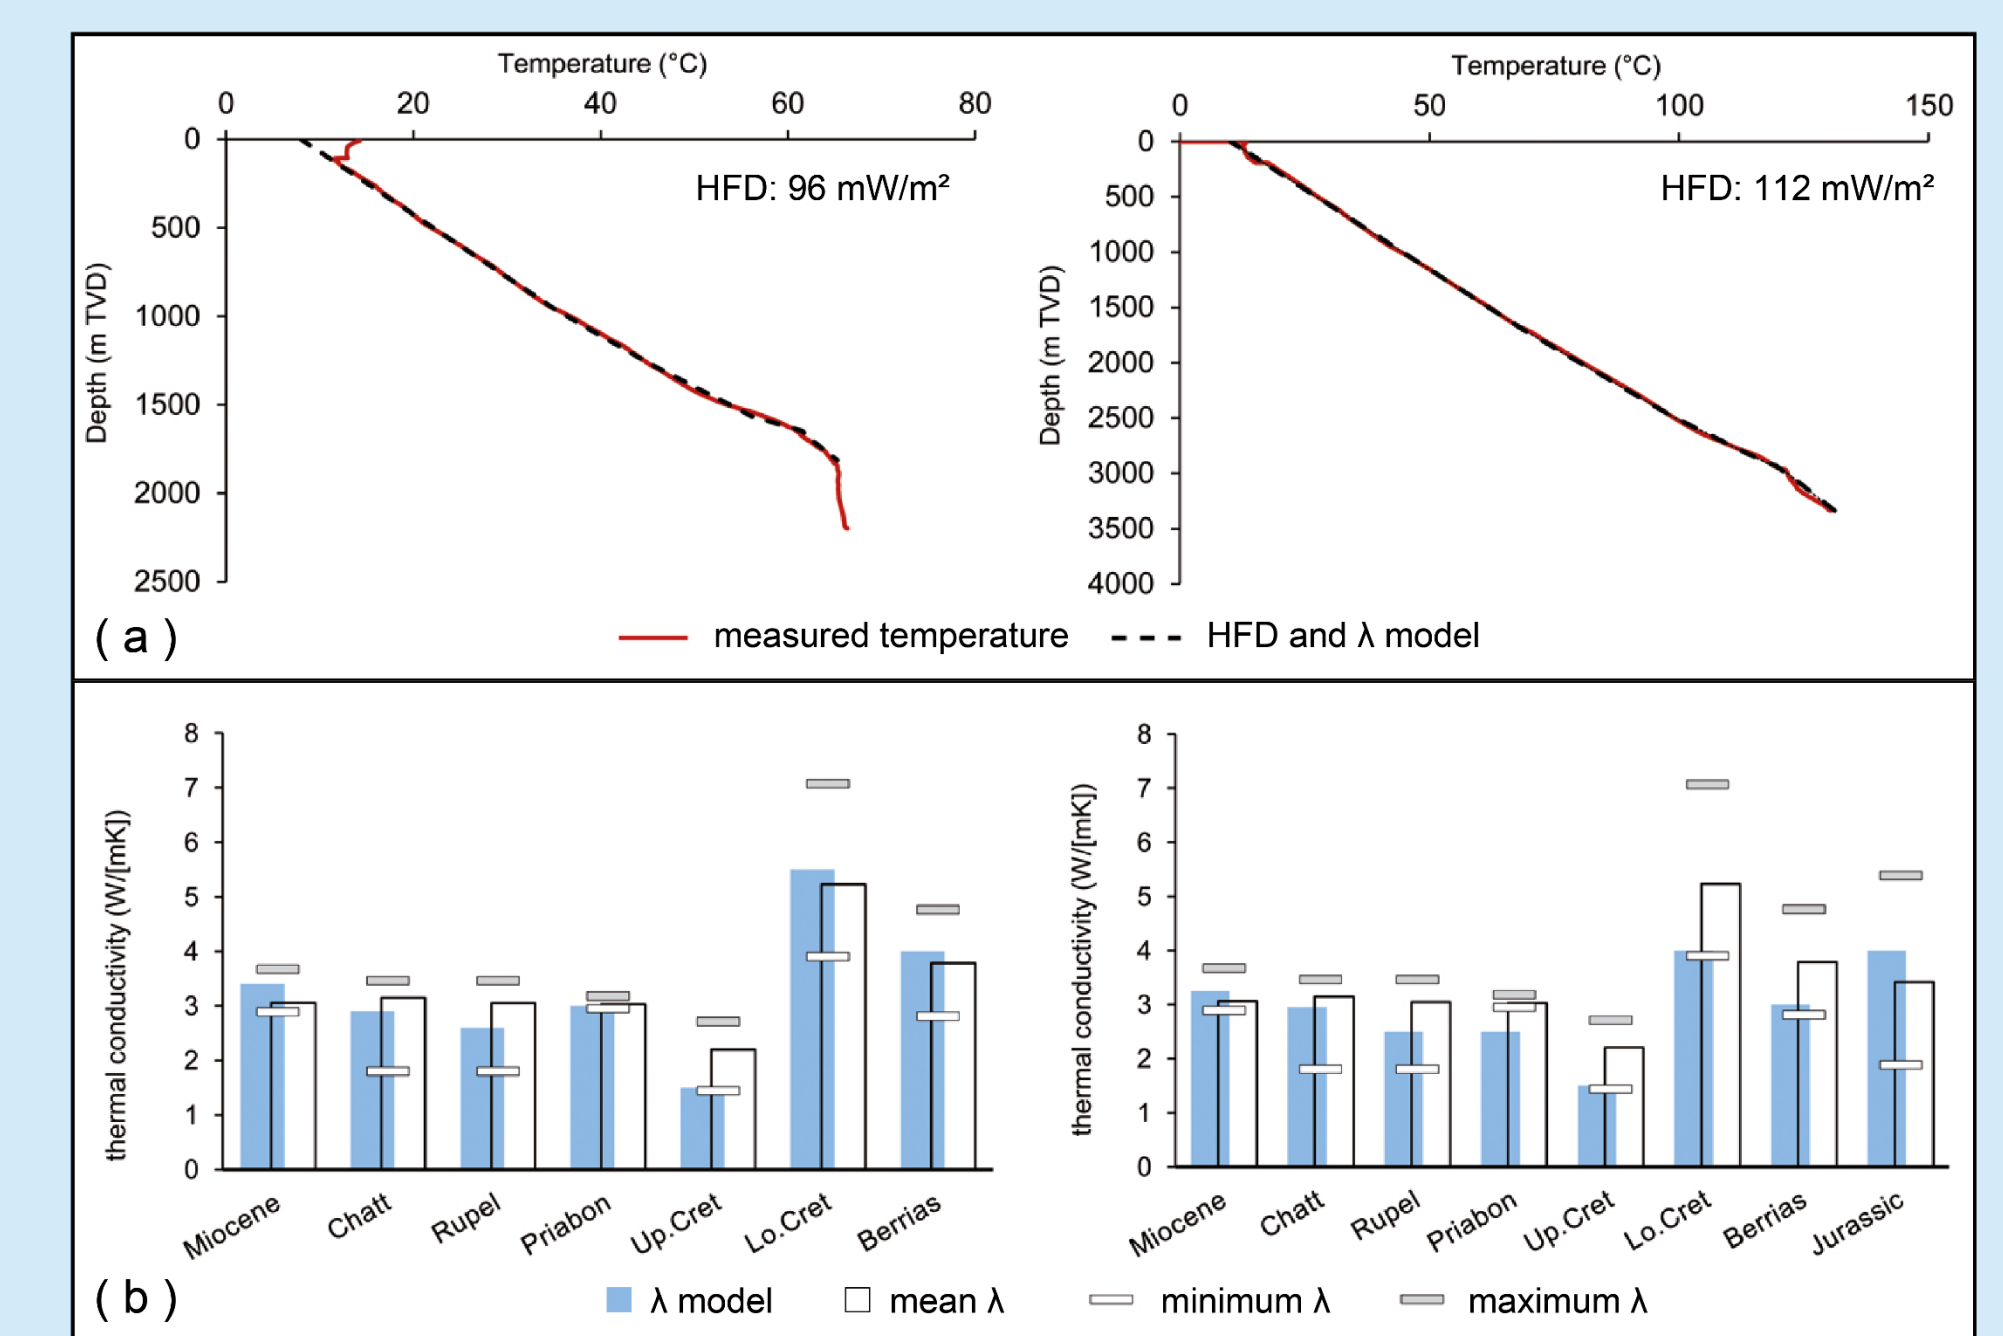 Temperature (°C)
0 20 40 60 80
0
500
1000
1500
2000
2500
Depth (m TVD)
HFD: 96 mW/m²
Temperature (°C)
0 50 100 150
0
500
1000
1500
2000
2500
3000
3500
4000
Depth (m TVD)
HFD: 112 mW/m²
( a )
measured temperature HFD and λ model
8
7
6
5
4
3
2
1
0
thermal conductivity (W/[mK])
Miocene Chatt Rupel Priabon Up.Cret Lo.Cret Berrias
8
7
6
5
4
3
2
1
0
thermal conductivity (W/[mK])
Miocene Chatt Rupel Priabon Up.Cret Lo.Cret Berrias Jurassic
( b )
λ model mean λ minimum λ maximum λ